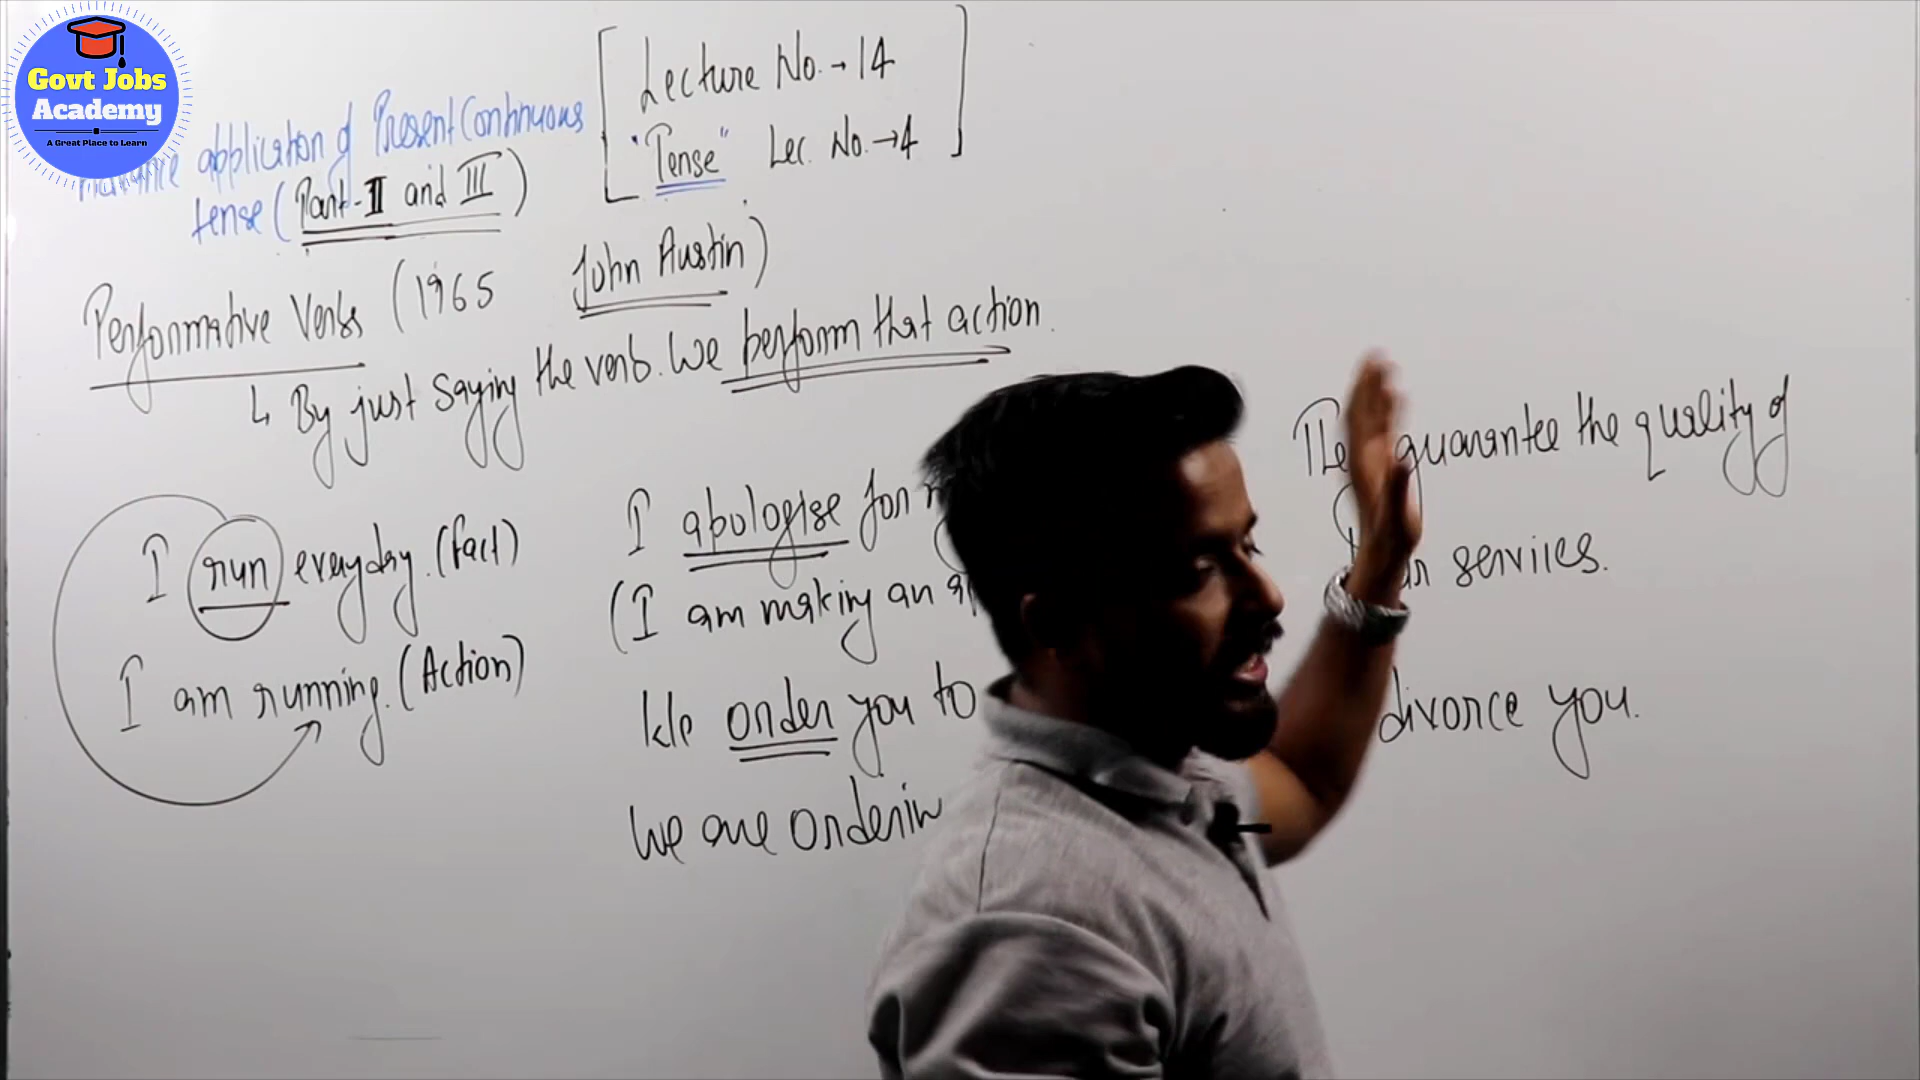 Govt Jobs
Academy
A Great Place to Learn
application of Present Continuous
tense (Part-II and III)
Lecture No.→14
"Tense" Lec. No.→4
Performative Verbs (1965 John Austin)
↳ By just saying the verb. We perform that action.
I run everyday. (Fact)
I am running. (Action)
I apologise for
(I am making an
We order you to
We are orderin
guarantee the quality of
services.
divorce you.